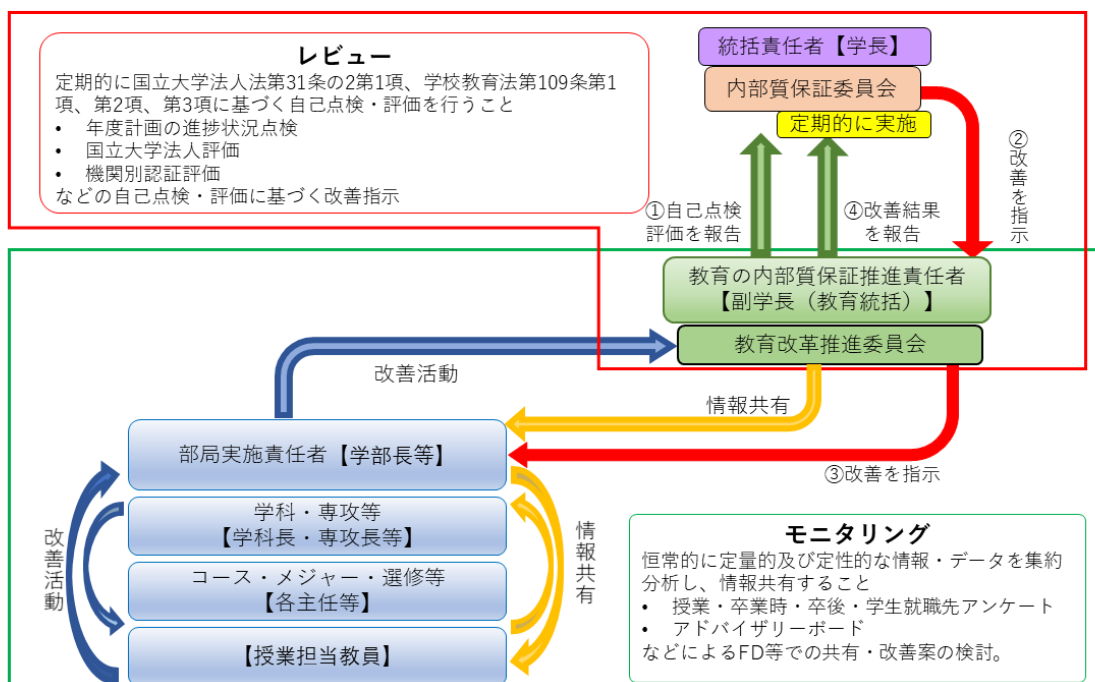 レビュー
定期的に国立大学法人法第31条の2第1項、学校教育法第109条第1
項、第2項、第3項に基づく自己点検・評価を行うこと
• 年度計画の進捗状況点検
• 国立大学法人評価
• 機関別認証評価
などの自己点検・評価に基づく改善指示
統括責任者【学長】
内部質保証委員会
定期的に実施
①自己点検
評価を報告
④改善結果
を報告
②改善を指示
教育の内部質保証推進責任者
【副学長（教育統括）】
教育改革推進委員会
改善活動
情報共有
③改善を指示
部局実施責任者【学部長等】
学科・専攻等
【学科長・専攻長等】
コース・メジャー・選修等
【各主任等】
【授業担当教員】
改善活動
情報共有
モニタリング
恒常的に定量的及び定性的な情報・データを集約
分析し、情報共有すること
• 授業・卒業時・卒後・学生就職先アンケート
• アドバイザリーボード
などによるFD等での共有・改善案の検討。